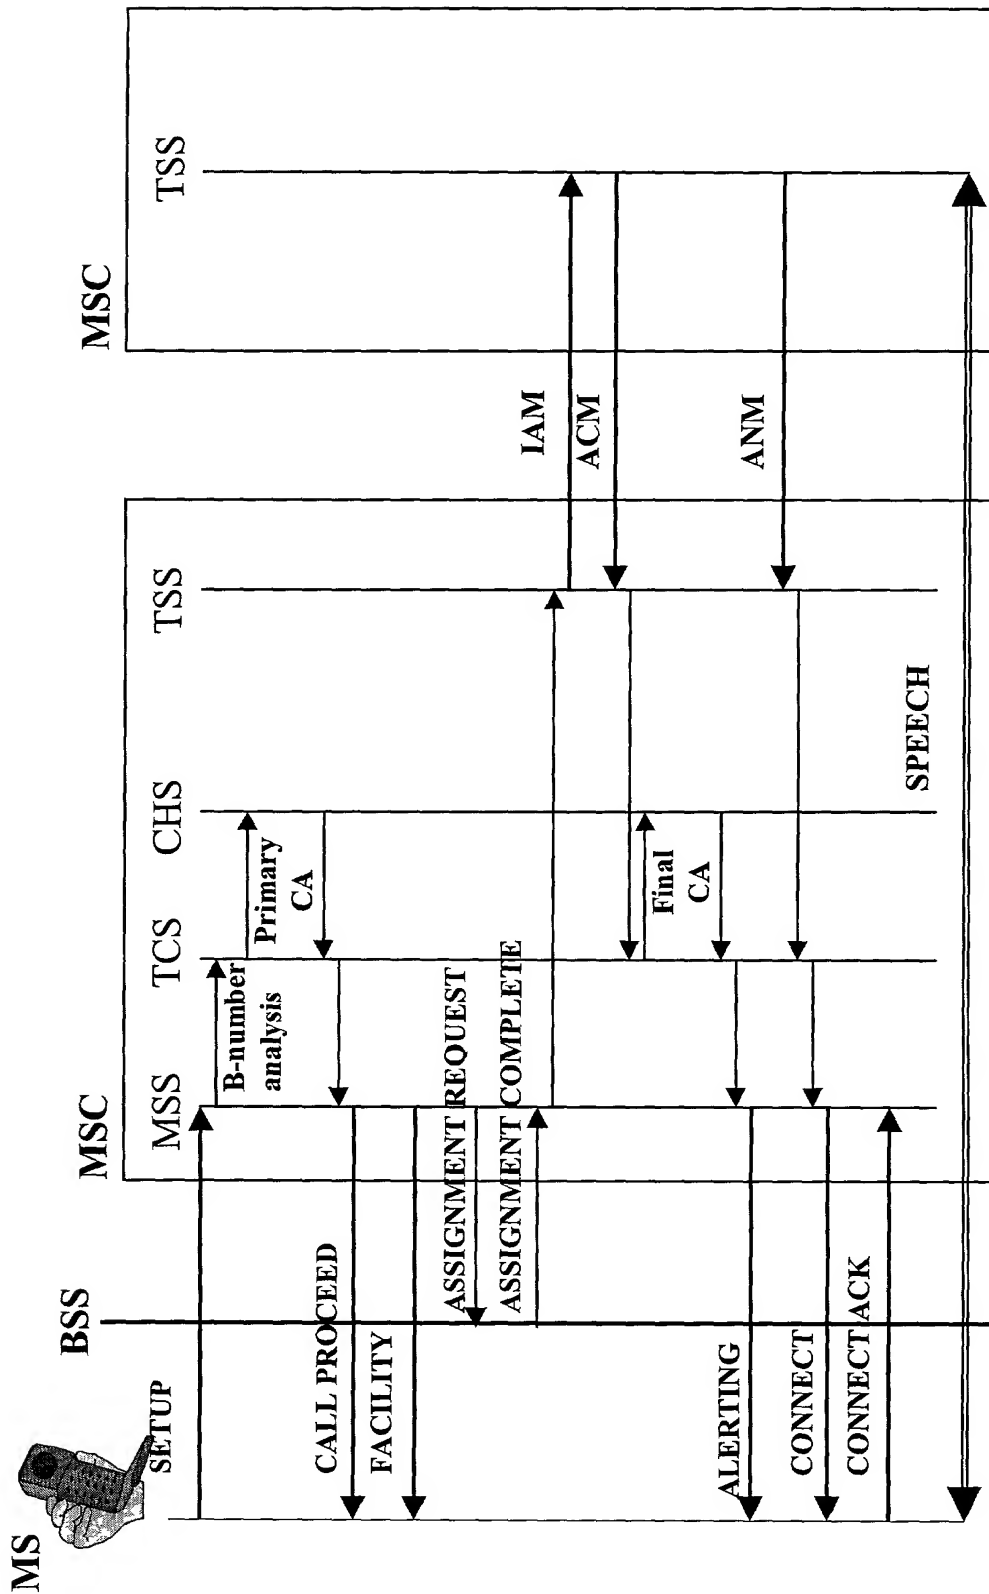 MS
BSS
MSC
MSC
MSS
TCS
CHS
TSS
TSS
SETUP
B-number
analysis
Primary
CA
CALL PROCEED
FACILITY
ASSIGNMENT REQUEST
ASSIGNMENT COMPLETE
IAM
ACM
Final
CA
ALERTING
ANM
CONNECT
CONNECT ACK
SPEECH